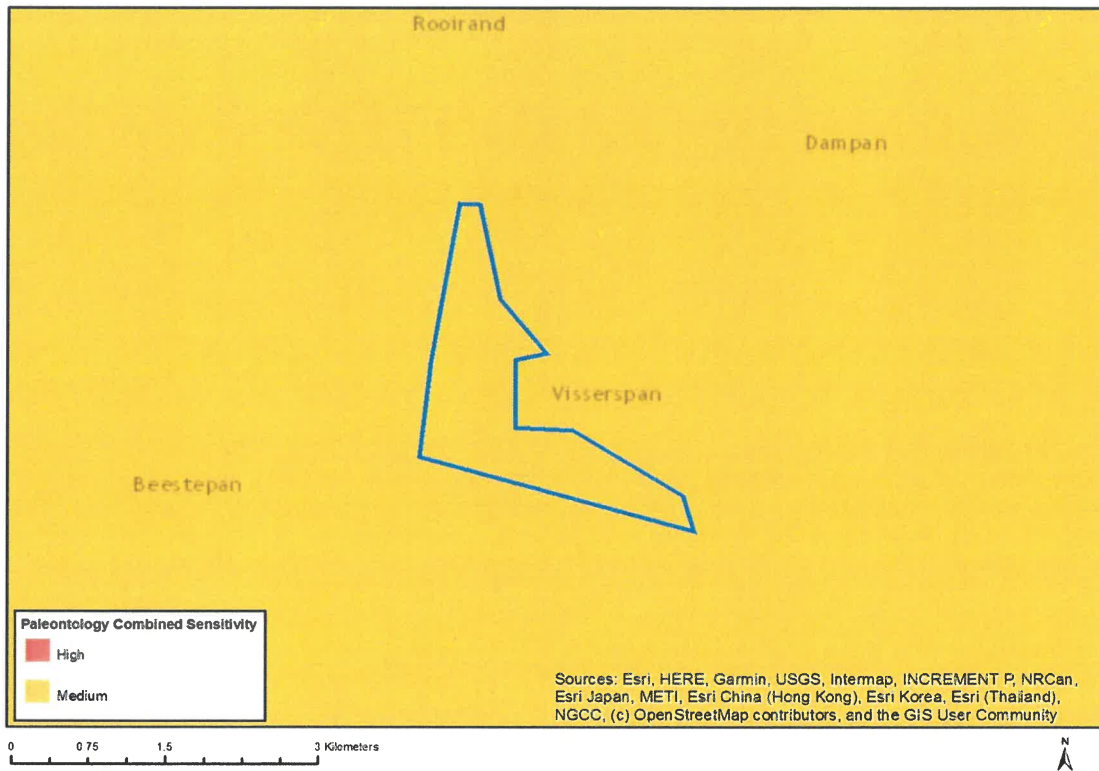 Rooirand
Dampan
Visserspan
Beestepan
Paleontology Combined Sensitivity
High
Medium
Sources: Esri, HERE, Garmin, USGS, Intermap, INCREMENT P, NRCan,
Esri Japan, METI, Esri China (Hong Kong), Esri Korea, Esri (Thailand),
NGCC, (c) OpenStreetMap contributors, and the GIS User Community
0 0.75 1.5 3 Kilometers
N